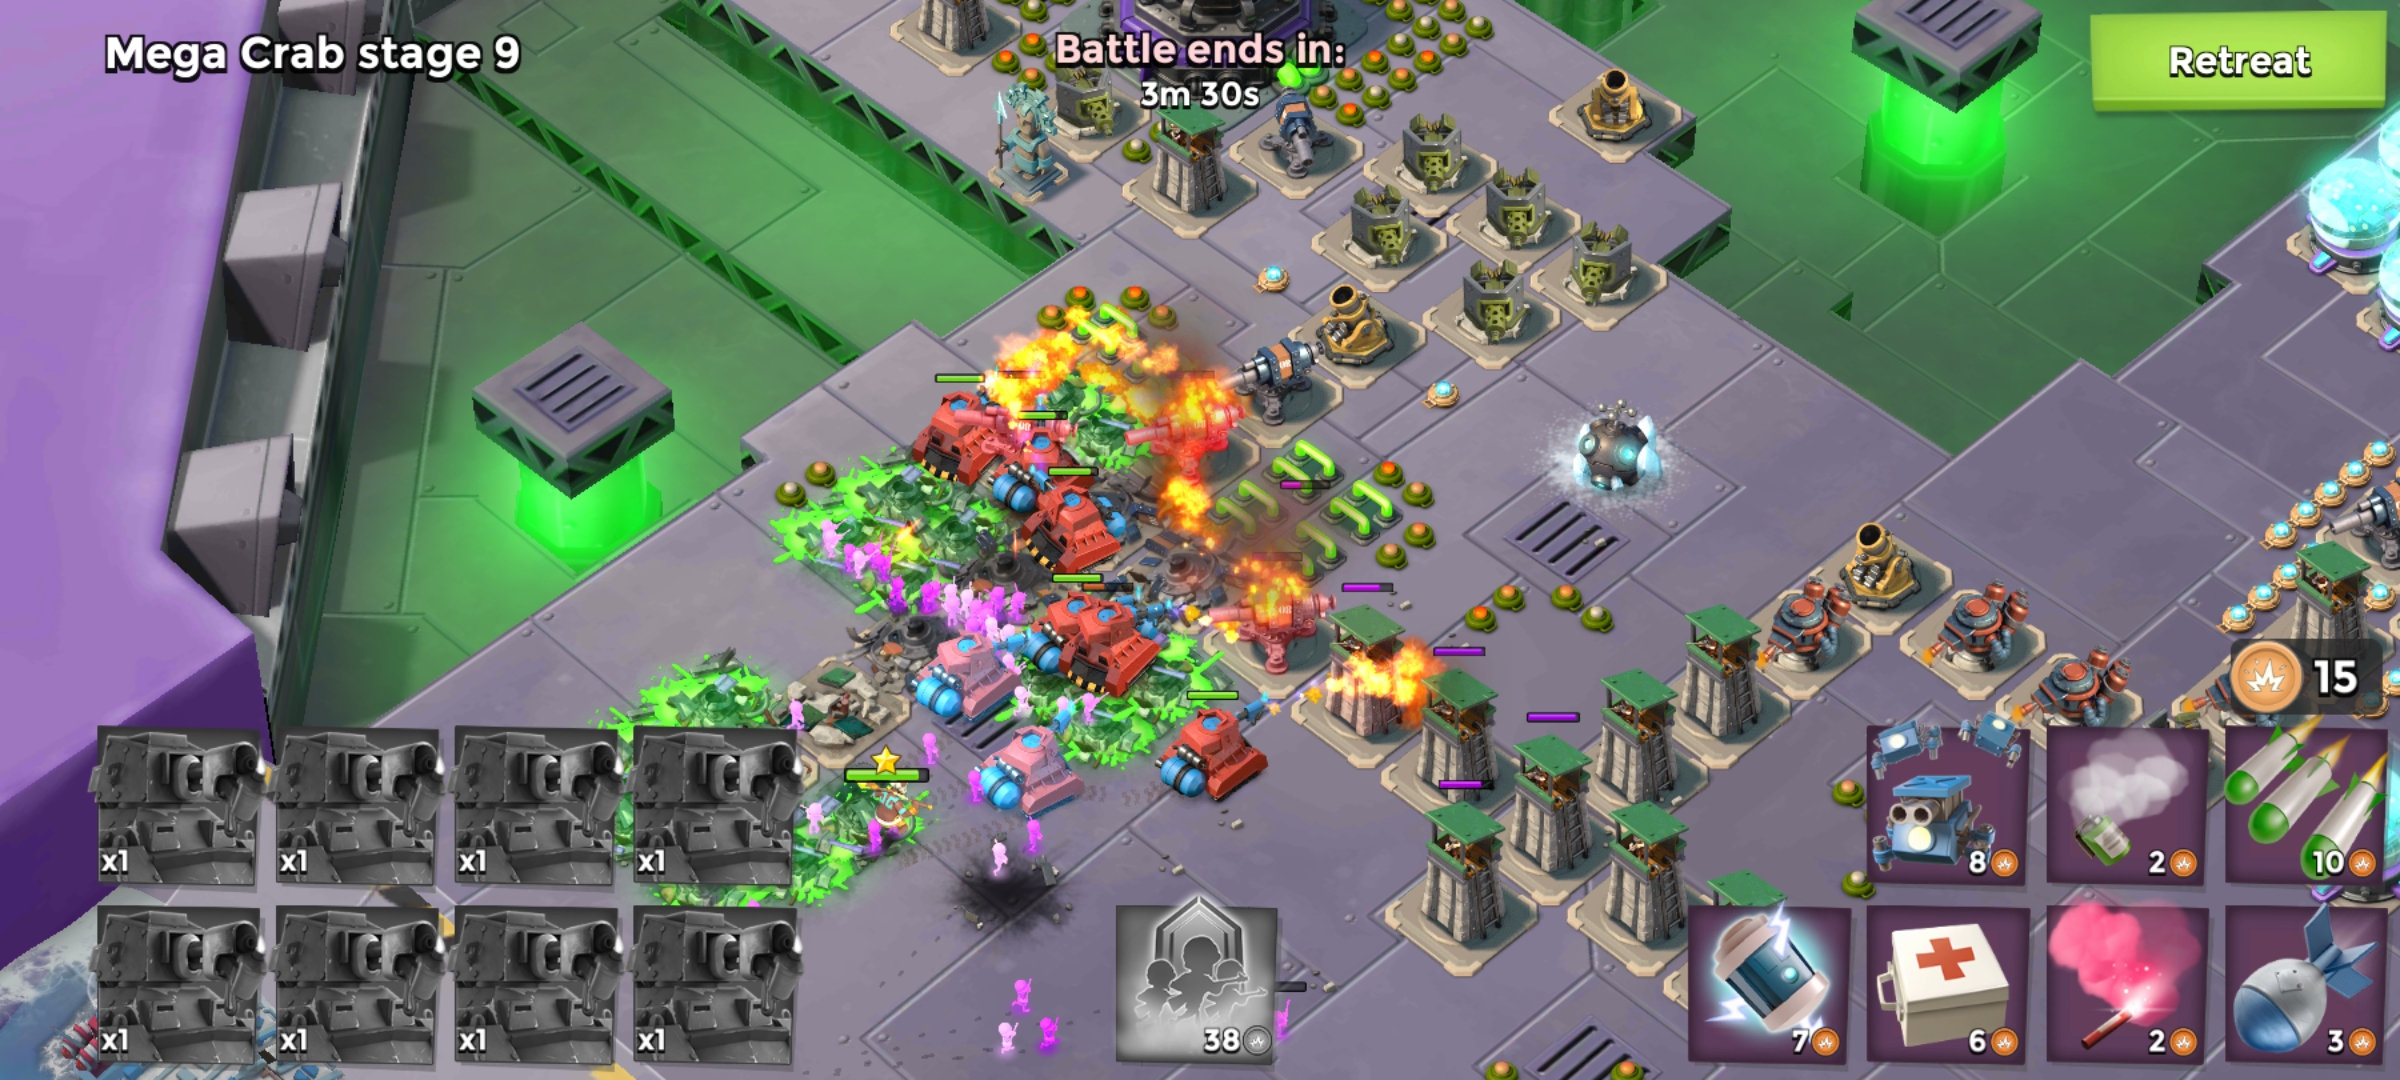 Mega Crab stage 9
Battle ends in:
3m 30s
Retreat
15
x1
x1
x1
x1
8
2
10
x1
x1
x1
x1
38
7
6
2
3